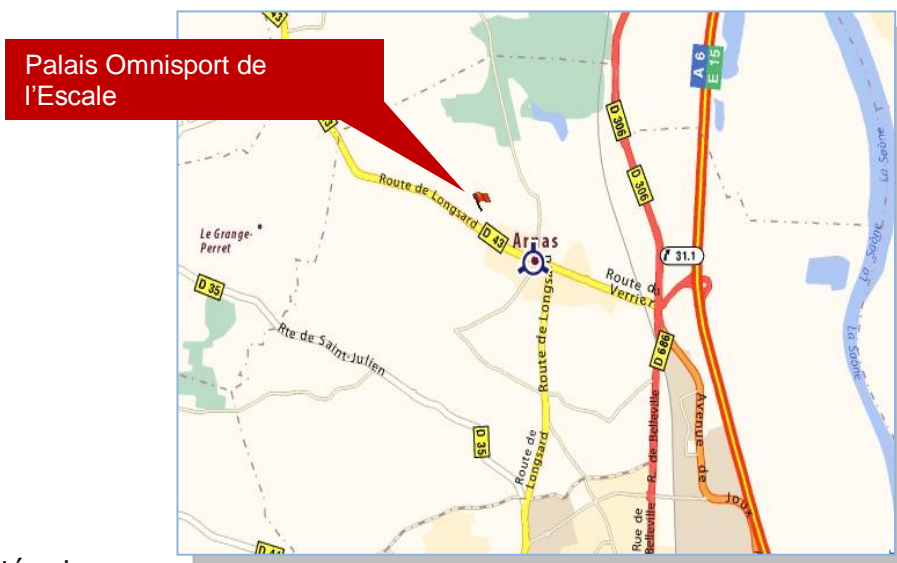 Palais Omnisport de
l'Escale
A 6
E 15
D 306
D 306
La Saône
La Saône
La Saône
Route de Longsard
D 43
Arnas
31.1
Le Grange-
Perret
Route du
Verrier
D 35
Rte de Saint-Julien
Route de Longsard
D 686
D 35
Route de
Longsard
R. de Belleville
Avenue de Joux
Rue de
Belleville